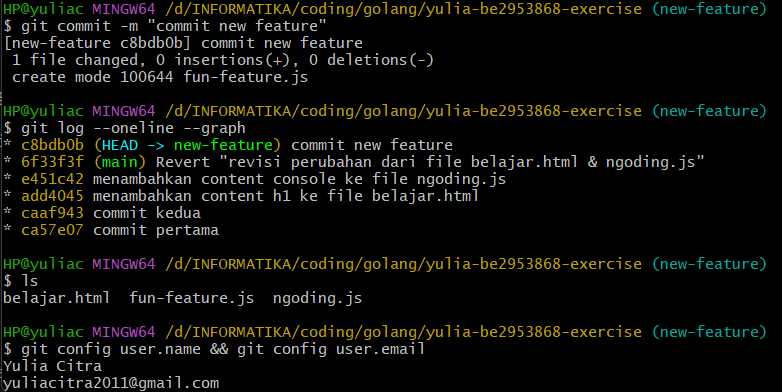 HP@yuliac MINGW64 /d/INFORMATIKA/coding/golang/yulia-be2953868-exercise (new-feature)
$ git commit -m "commit new feature"
[new-feature c8bdb0b] commit new feature
 1 file changed, 0 insertions(+), 0 deletions(-)
 create mode 100644 fun-feature.js
HP@yuliac MINGW64 /d/INFORMATIKA/coding/golang/yulia-be2953868-exercise (new-feature)
$ git log --oneline --graph
* c8bdb0b (HEAD -> new-feature) commit new feature
* 6f33f3f (main) Revert "revisi perubahan dari file belajar.html & ngoding.js"
* e451c42 menambahkan content console ke file ngoding.js
* add4045 menambahkan content h1 ke file belajar.html
* caaf943 commit kedua
* ca57e07 commit pertama
HP@yuliac MINGW64 /d/INFORMATIKA/coding/golang/yulia-be2953868-exercise (new-feature)
$ ls
belajar.html  fun-feature.js  ngoding.js
HP@yuliac MINGW64 /d/INFORMATIKA/coding/golang/yulia-be2953868-exercise (new-feature)
$ git config user.name && git config user.email
Yulia Citra
yuliacitra2011@gmail.com